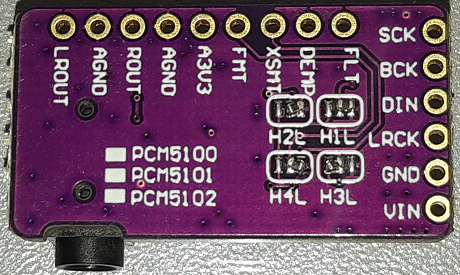 LROUT
AGND
ROUT
AGND
A3V3
FMT
XSMT
DEMP
FLT
SCK
BCK
DIN
LRCK
GND
VIN
H2L
H1L
H4L
H3L
PCM5100
PCM5101
PCM5102